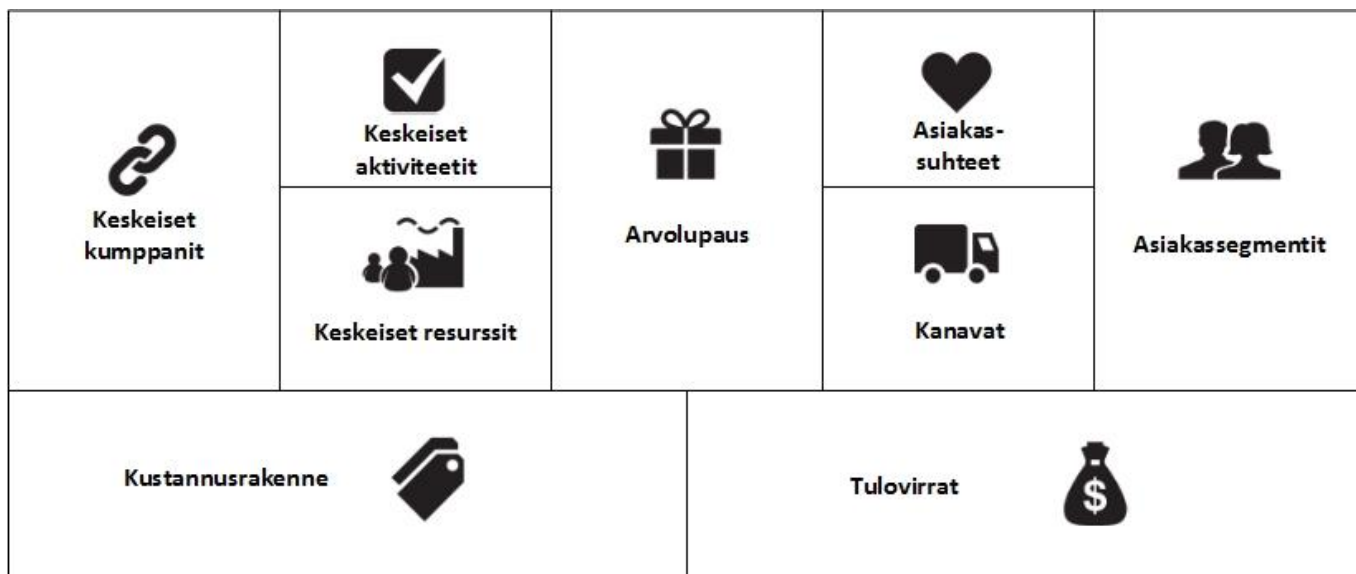 Keskeiset
kumppanit
Keskeiset
aktiviteetit
Keskeiset resurssit
Arvolupaus
Asiakas-
suhteet
Kanavat
Asiakassegmentit
Kustannusrakenne
Tulovirrat
$